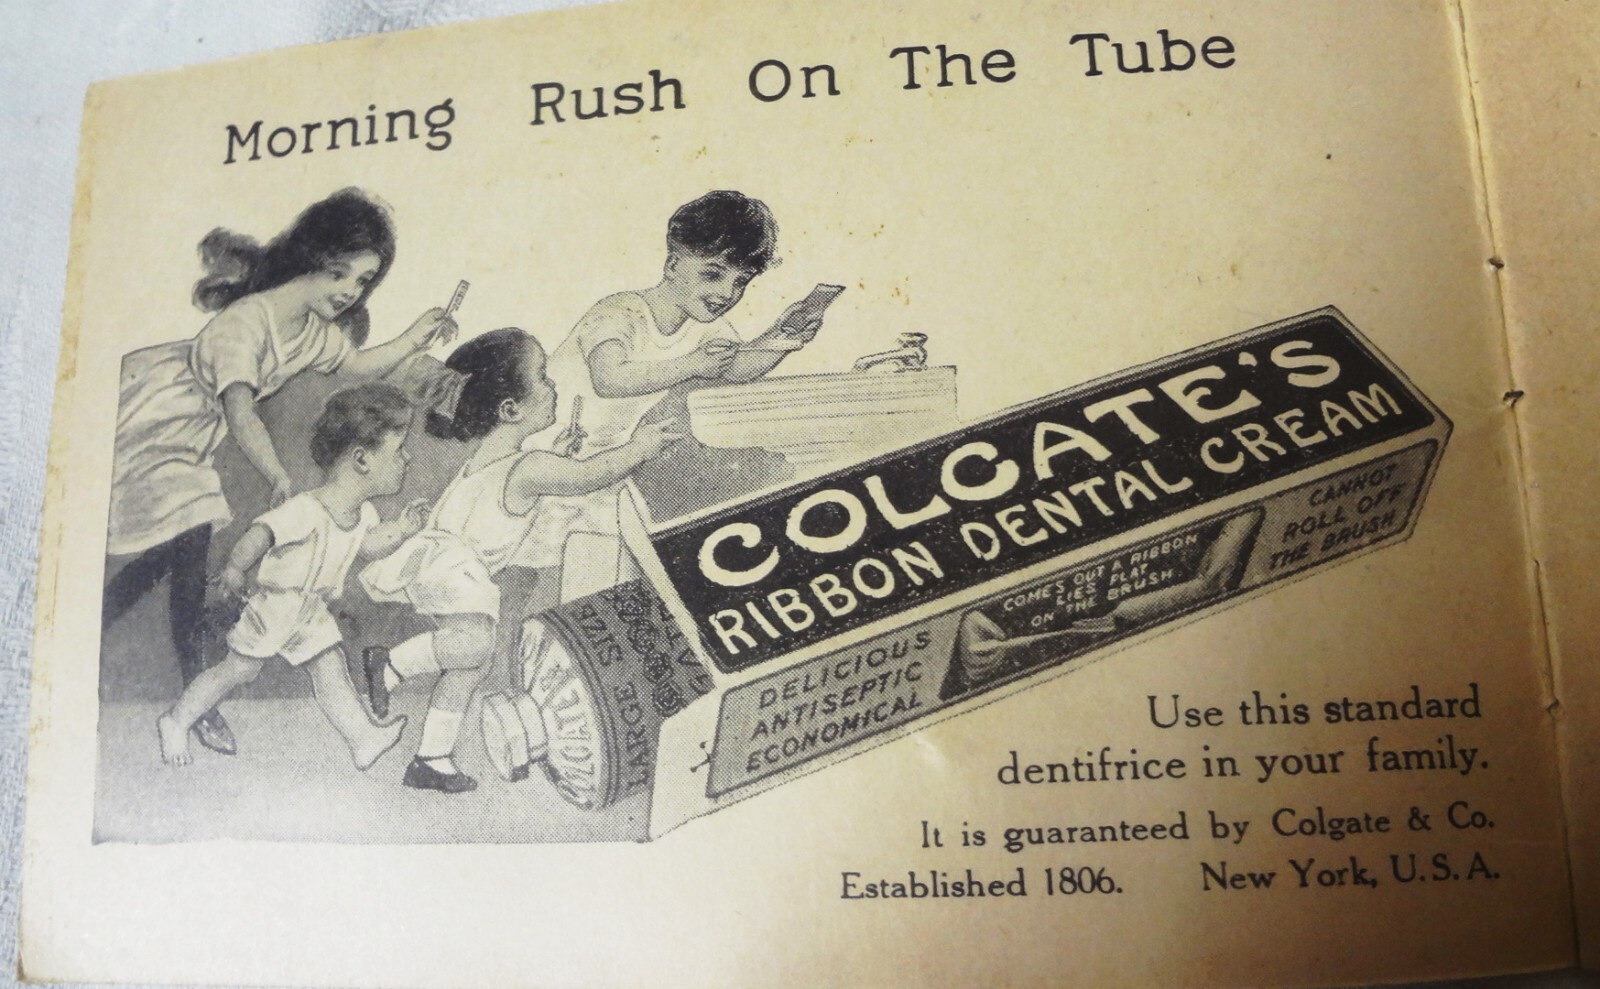 Morning Rush On The Tube
COLGATE'S
RIBBON DENTAL CREAM
CANNOT
ROLL OFF
THE BRUSH
COMES OUT A RIBBON
LIES FLAT
ON THE BRUSH
DELICIOUS
ANTISEPTIC
ECONOMICAL
LARGE SIZE
COLGATE
Use this standard
dentifrice in your family.
It is guaranteed by Colgate & Co.
Established 1806. New York, U.S.A.